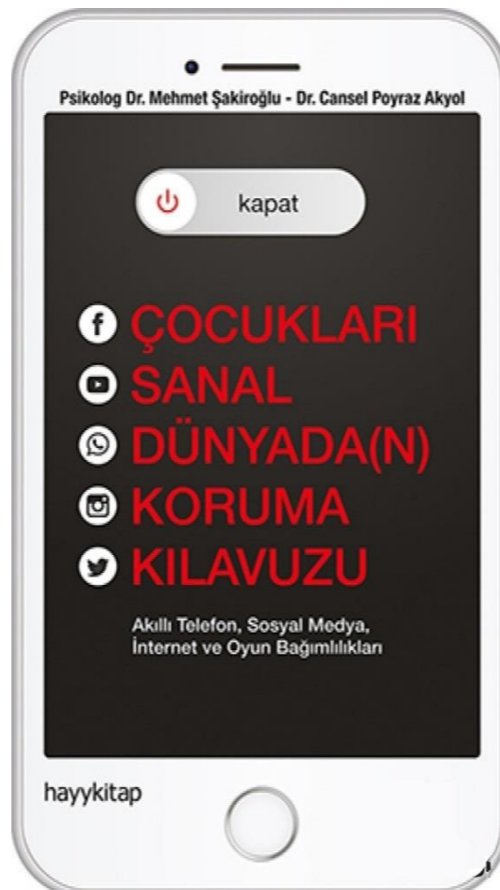 Psikolog Dr. Mehmet Şakiroğlu - Dr. Cansel Poyraz Akyol
kapat
ÇOCUKLARI
SANAL
DÜNYADA(N)
KORUMA
KILAVUZU
Akıllı Telefon, Sosyal Medya,
İnternet ve Oyun Bağımlılıkları
hayykitap